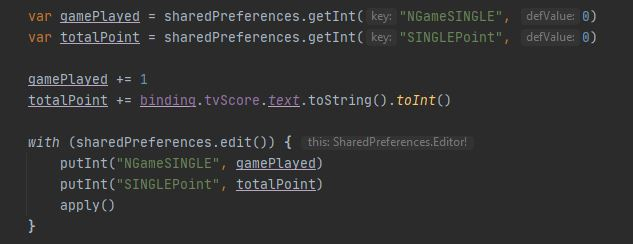 var gamePlayed = sharedPreferences.getInt( key: "NGameSINGLE", defValue: 0)
var totalPoint = sharedPreferences.getInt( key: "SINGLEPoint", defValue: 0)
gamePlayed += 1
totalPoint += binding.tvScore.text.toString().toInt()
with (sharedPreferences.edit()) { this: SharedPreferences.Editor!
putInt("NGameSINGLE", gamePlayed)
putInt("SINGLEPoint", totalPoint)
apply()
}